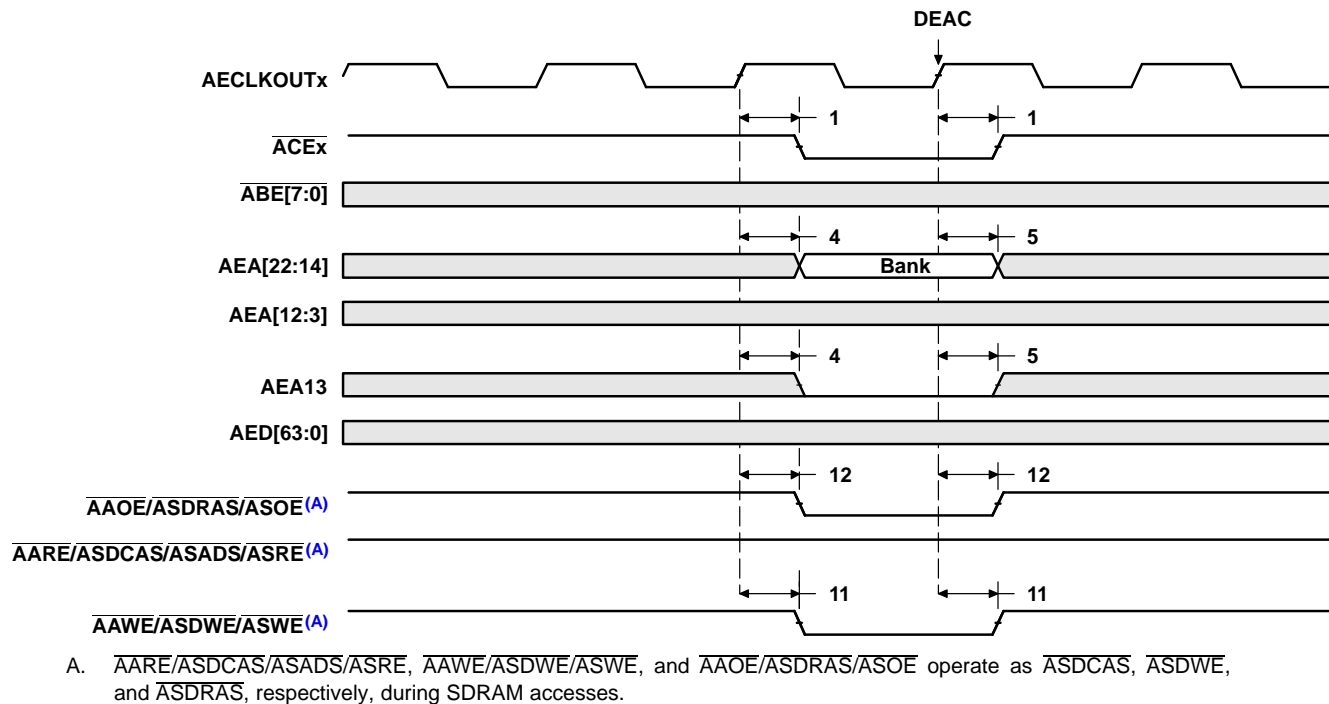 DEAC
AECLKOUTx
1 1
ACEx
ABE[7:0]
4 5
AEA[22:14] Bank
AEA[12:3]
4 5
AEA13
AED[63:0]
12 12
AAOE/ASDRAS/ASOE(A)
AARE/ASDCAS/ASADS/ASRE(A)
11 11
AAWE/ASDWE/ASWE(A)
A. AARE/ASDCAS/ASADS/ASRE, AAWE/ASDWE/ASWE, and AAOE/ASDRAS/ASOE operate as ASDCAS, ASDWE,
and ASDRAS, respectively, during SDRAM accesses.